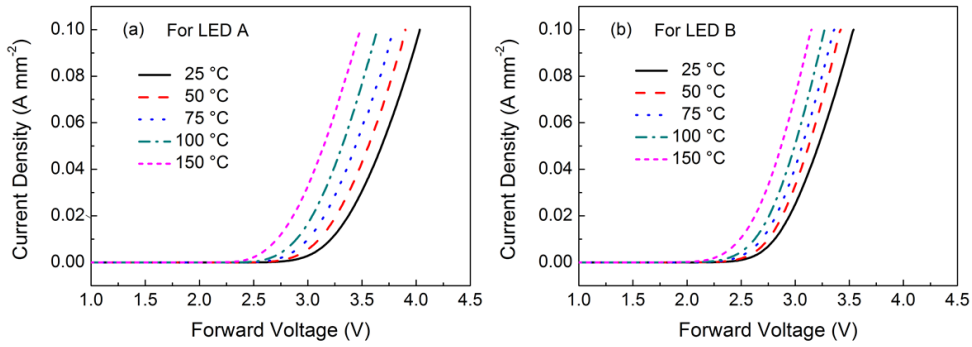 (a) For LED A
25 °C
50 °C
75 °C
100 °C
150 °C
0.10
0.08
0.06
0.04
0.02
0.00
Current Density (A mm⁻²)
1.0 1.5 2.0 2.5 3.0 3.5 4.0 4.5
Forward Voltage (V)
(b) For LED B
25 °C
50 °C
75 °C
100 °C
150 °C
0.10
0.08
0.06
0.04
0.02
0.00
Current Density (A mm⁻²)
1.0 1.5 2.0 2.5 3.0 3.5 4.0 4.5
Forward Voltage (V)